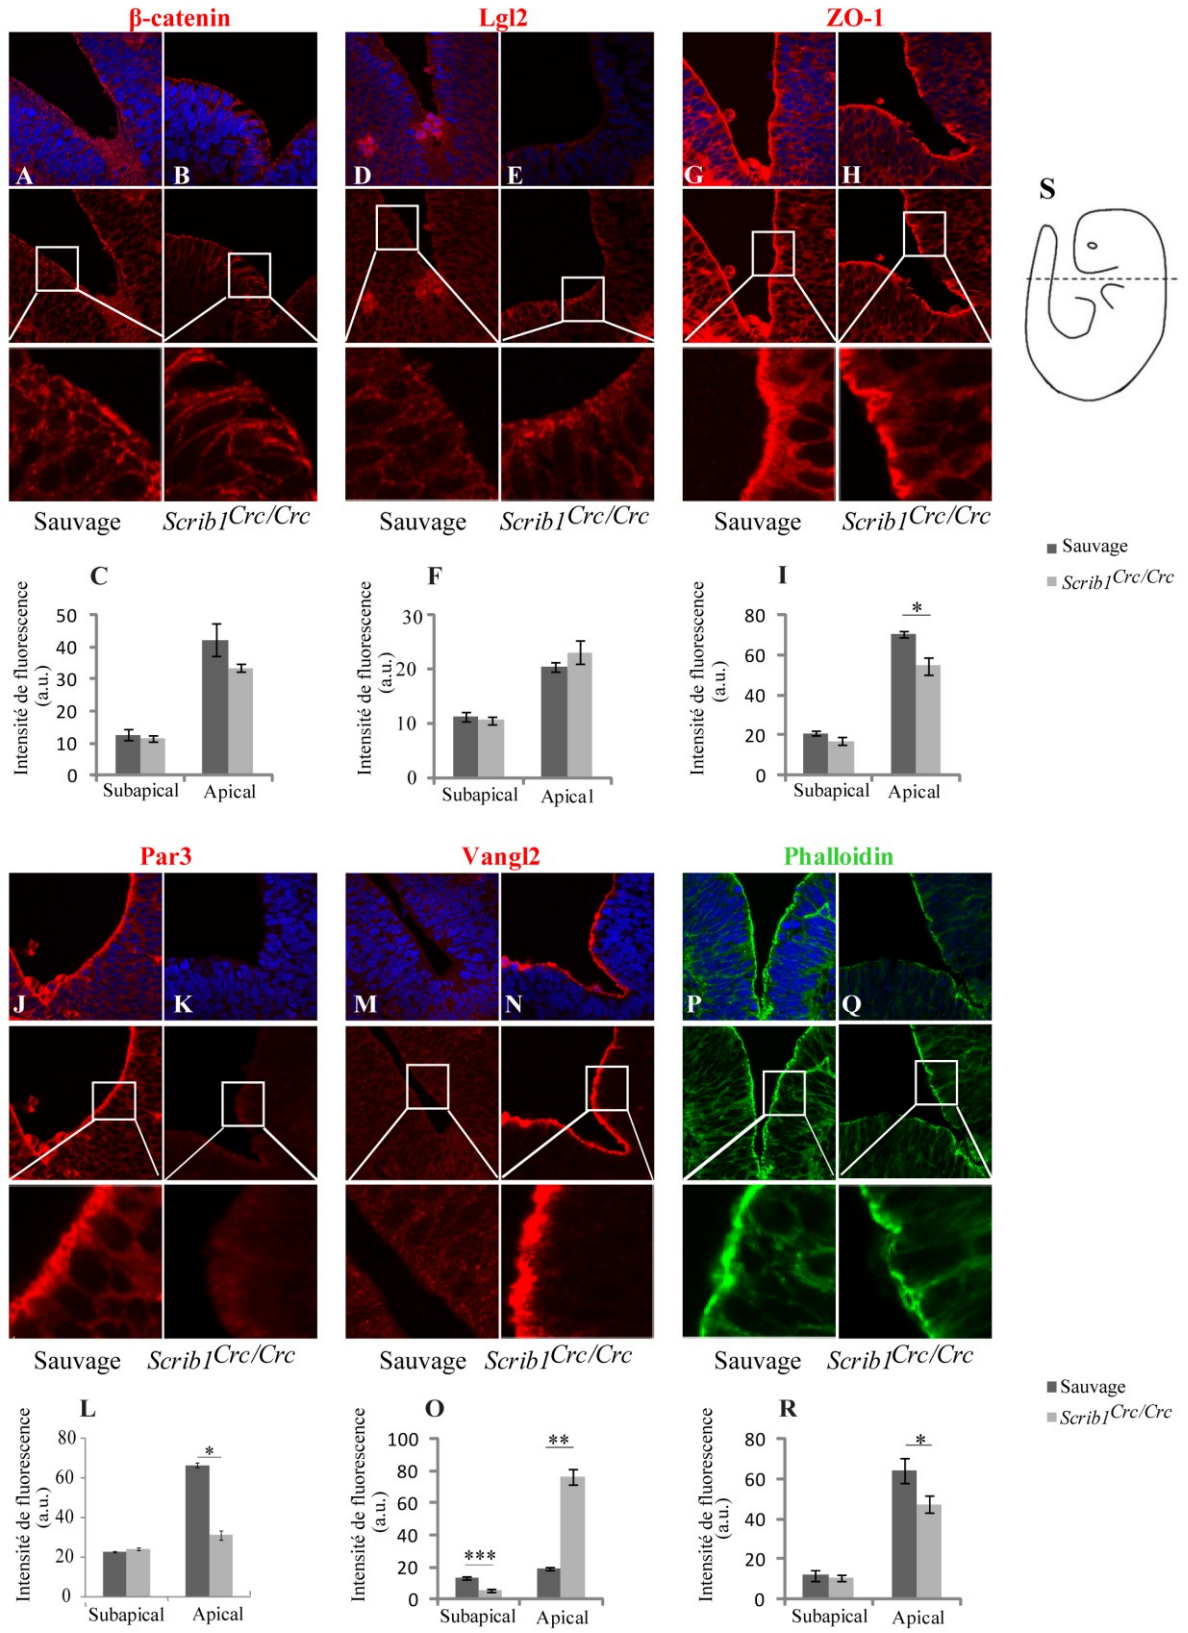 β-catenin Lgl2 ZO-1
A B D E G H S
Sauvage Scrib1Crc/Crc Sauvage Scrib1Crc/Crc Sauvage Scrib1Crc/Crc
Sauvage
Scrib1Crc/Crc
C
Intensité de fluorescence
(a.u.)
50
40
30
20
10
0
Subapical Apical
F
Intensité de fluorescence
(a.u.)
30
20
10
0
Subapical Apical
I
Intensité de fluorescence
(a.u.)
80
60
40
20
0
*
Subapical Apical
Par3 Vangl2 Phalloidin
J K M N P Q
Sauvage Scrib1Crc/Crc Sauvage Scrib1Crc/Crc Sauvage Scrib1Crc/Crc
Sauvage
Scrib1Crc/Crc
L
Intensité de fluorescence
(a.u.)
80
60
40
20
0
*
Subapical Apical
O
Intensité de fluorescence
(a.u.)
100
80
60
40
20
0
***
**
Subapical Apical
R
Intensité de fluorescence
(a.u.)
80
60
40
20
0
*
Subapical Apical